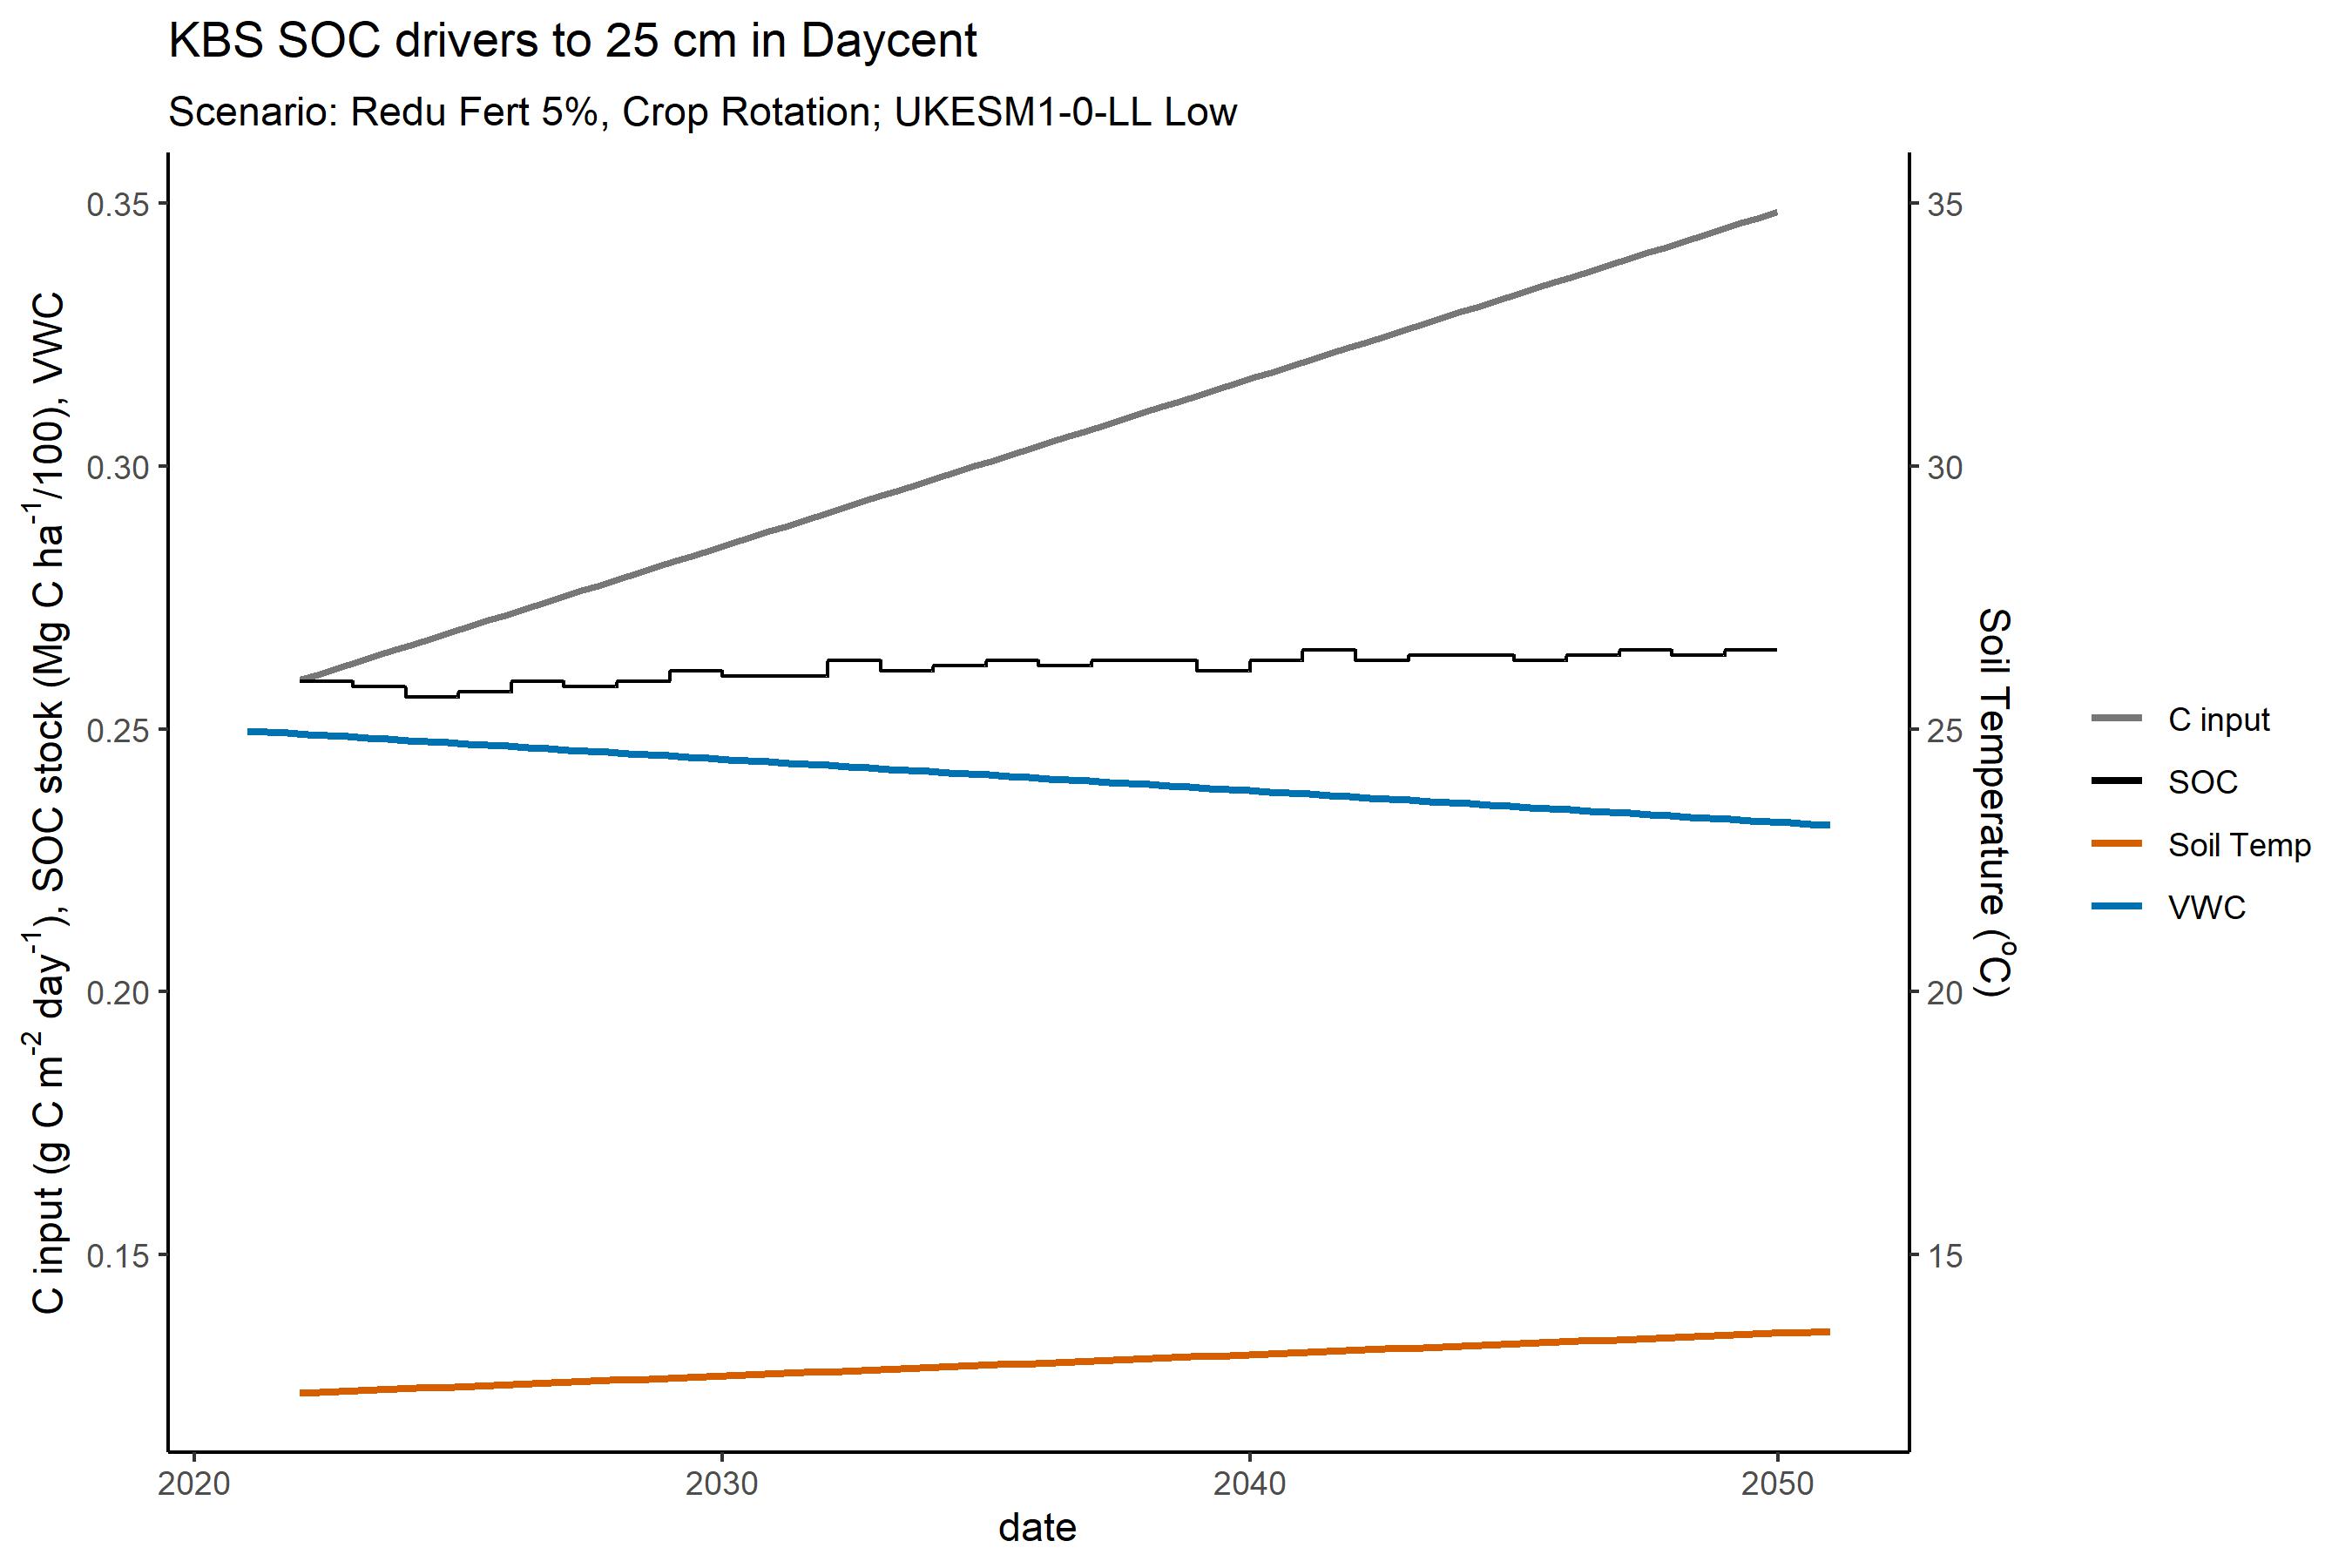 KBS SOC drivers to 25 cm in Daycent
Scenario: Redu Fert 5%, Crop Rotation; UKESM1-0-LL Low
C input (g C m⁻² day⁻¹), SOC stock (Mg C ha⁻¹/100), VWC
0.35
0.30
0.25
0.20
0.15
35
30
25
20
15
Soil Temperature (°C)
C input
SOC
Soil Temp
VWC
2020
2030
2040
2050
date